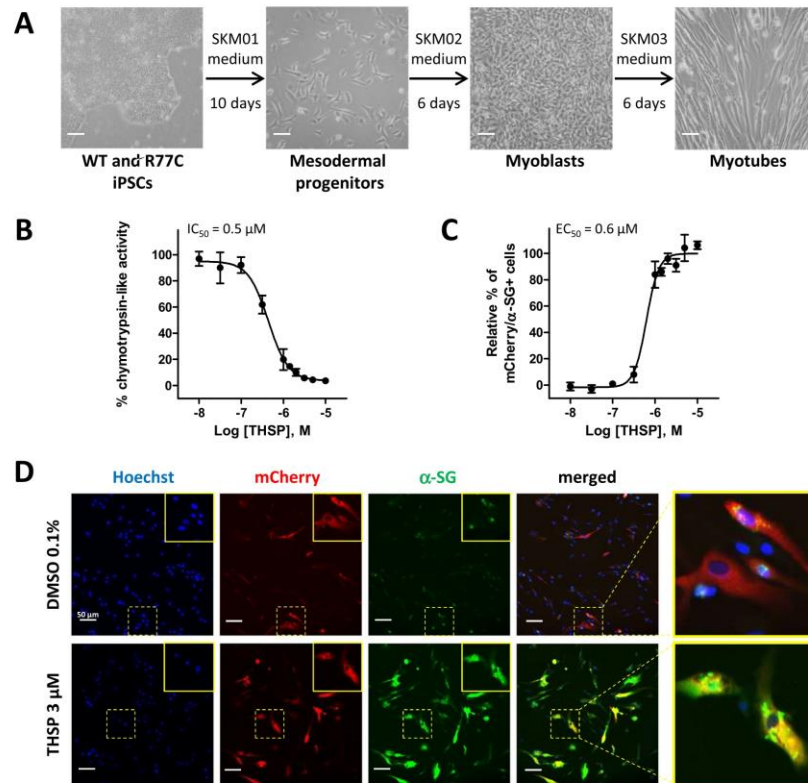 A
SKM01
medium
10 days
SKM02
medium
6 days
SKM03
medium
6 days
WT and R77C
iPSCs
Mesodermal
progenitors
Myoblasts
Myotubes
B
IC50 = 0.5 µM
% chymotrypsin-like activity
100
80
60
40
20
0
-8 -7 -6 -5
Log [THSP], M
C
EC50 = 0.6 µM
Relative % of
mCherry/α-SG+ cells
100
80
60
40
20
0
-8 -7 -6 -5
Log [THSP], M
D
Hoechst mCherry α-SG merged
DMSO 0.1%
50 µm
THSP 3 µM